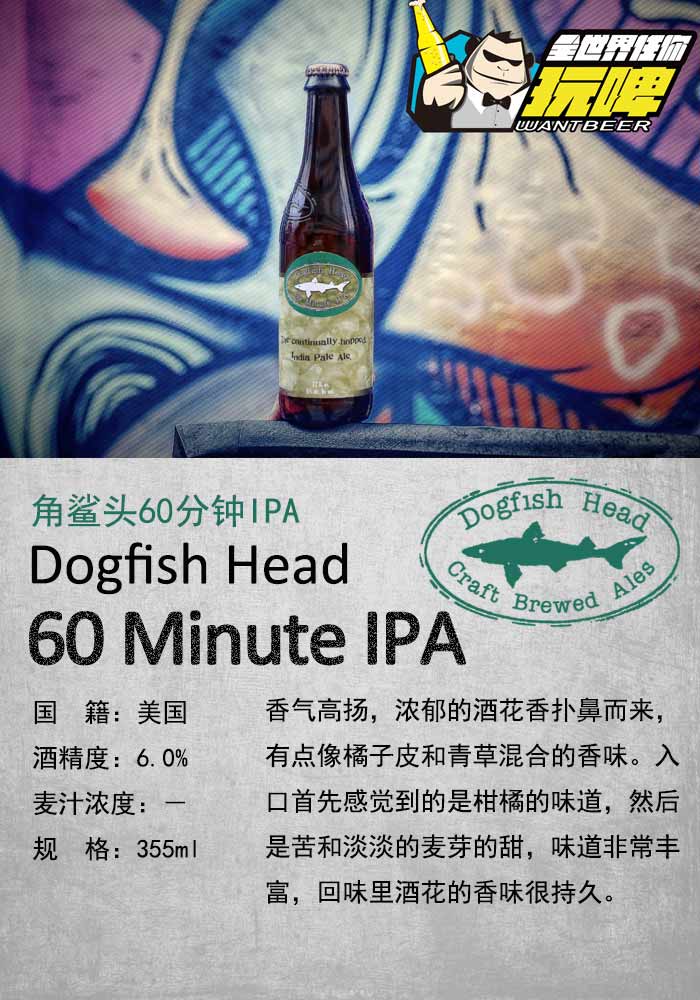 全世界任你
玩啤
WANTBEER
Dogfish Head
continually hopped
India Pale Ale.
角鲨头60分钟IPA
Dogfish Head
60 Minute IPA
Dogfish Head
Craft Brewed Ales
国 籍：美国
酒精度：6.0%
麦汁浓度：—
规 格：355ml
香气高扬，浓郁的酒花香扑鼻而来，
有点像橘子皮和青草混合的香味。入
口首先感觉到的是柑橘的味道，然后
是苦和淡淡的麦芽的甜，味道非常丰
富，回味里酒花的香味很持久。